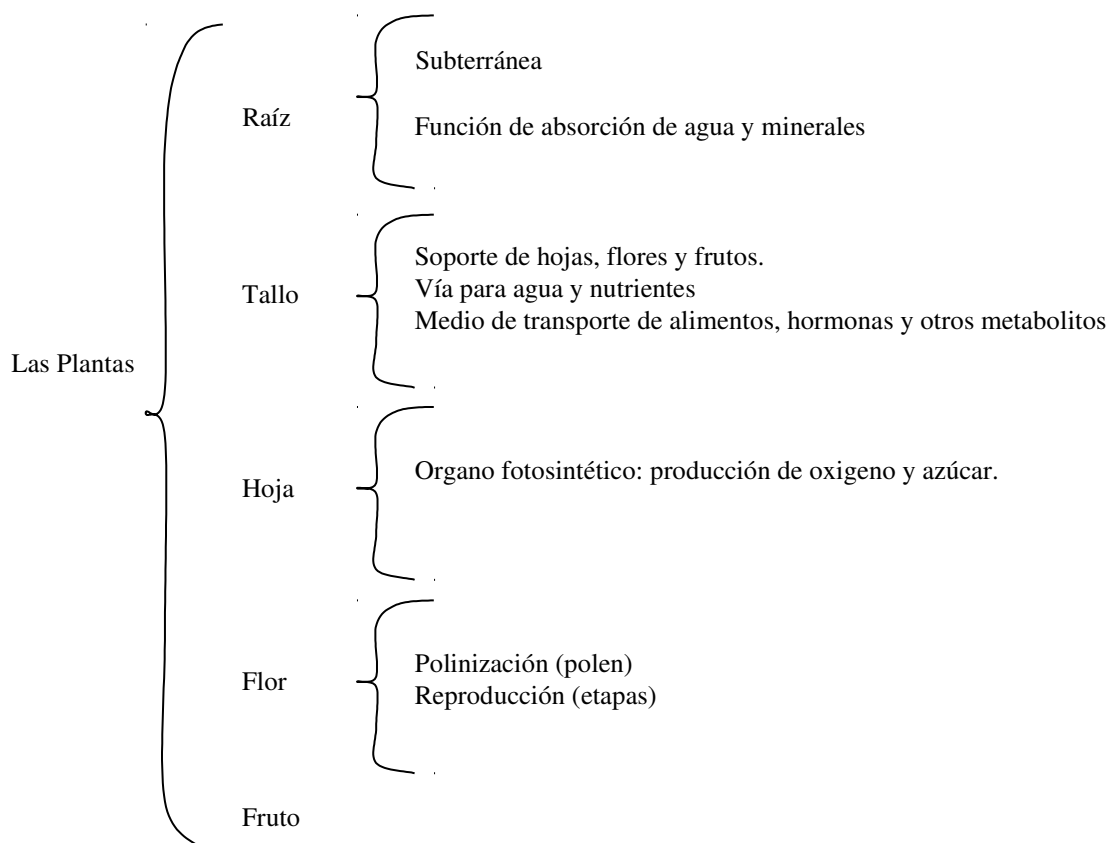 Las Plantas
Raíz
Subterránea
Función de absorción de agua y minerales
Tallo
Soporte de hojas, flores y frutos.
Vía para agua y nutrientes
Medio de transporte de alimentos, hormonas y otros metabolitos
Hoja
Organo fotosintético: producción de oxigeno y azúcar.
Flor
Polinización (polen)
Reproducción (etapas)
Fruto